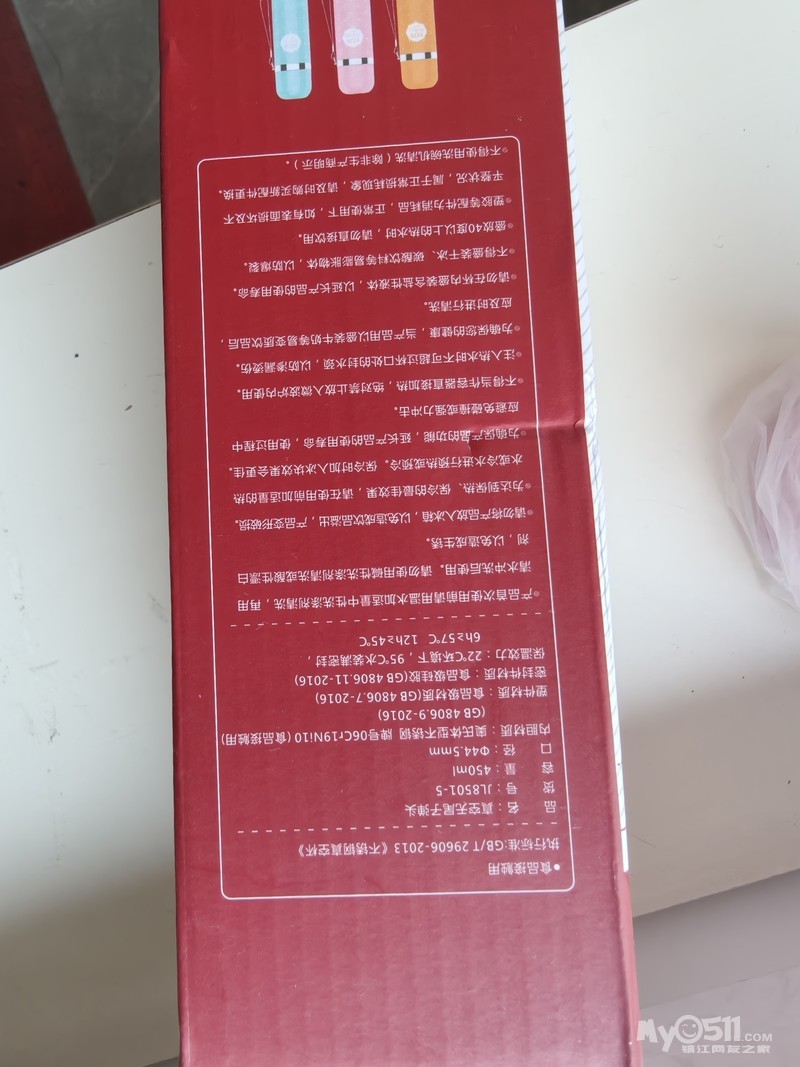 ●食品接触用
执行标准:GB/T 29606-2013《不锈钢真空杯》
品 名：真空无尾子弹头
货 号：JL8501-5
容 量：450ml
口 径：Φ44.5mm
内胆材质：奥氏体型不锈钢 牌号06Cr19Ni10 (食品接触用)
(GB 4806.9-2016)
塑件材质：食品级材质(GB 4806.7-2016)
密封件材质：食品级硅胶(GB 4806.11-2016)
保温效力：22℃环境下，95℃水装满密封，
6h≥57℃ 12h≥45℃
●产品首次使用前请用温水加适量中性洗涤剂清洗，再用
清水冲洗后使用。请勿使用碱性洗涤剂清洗或酸性漂白
剂，以免造成生锈。
●请勿将产品放入冰箱，以免造成饮品溢出，产品变形破损。
●为达到保热、保冷的最佳效果，请在使用前加适量的热
水或冷水进行预热或预冷。保冷时加入冰块效果会更佳。
●为确保产品的功能，延长产品的使用寿命，使用过程中
应避免碰撞或强力冲击。
●不得当作容器直接加热，绝对禁止放入微波炉内使用。
●注入热水时不可超过杯口处的封水颈，以防渗漏烫伤。
●为确保您的健康，当产品用以盛装牛奶等易变质饮品后，
应及时进行清洗。
●请勿在杯内盛装含盐液体，以延长产品的使用寿命。
●不得盛装干冰、碳酸饮料等易膨胀物体，以防爆裂。
●盛放40度以上的热水时，请勿直接饮用。
●塑胶等配件为消耗品，正常使用下，如有表面损坏及不
平整状况，属于正常损耗现象，请及时购买新配件更换。
●不得使用洗碗机清洗（除非生产商明示）。
My0511.COM
镇江网友之家